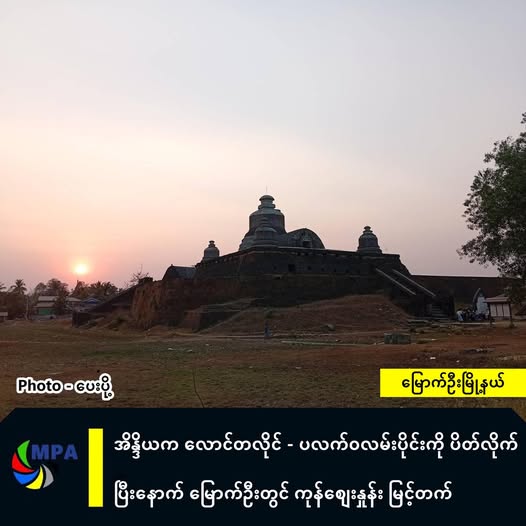 Photo - ပေးပို့
မြောက်ဦးမြို့နယ်
MPA
အိန္ဒိယက လောင်တလိုင် - ပလက်ဝလမ်းပိုင်းကို ပိတ်လိုက်
ပြီးနောက် မြောက်ဦးတွင် ကုန်ဈေးနှုန်း မြင့်တက်